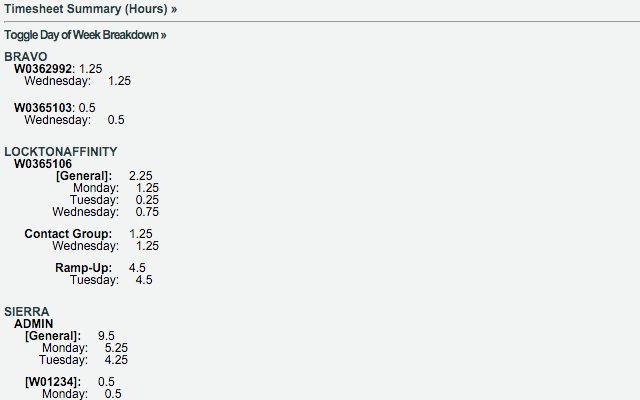 Timesheet Summary (Hours) »
Toggle Day of Week Breakdown »
BRAVO
W0362992: 1.25
Wednesday: 1.25
W0365103: 0.5
Wednesday: 0.5
LOCKTONAFFINITY
W0365106
[General]: 2.25
Monday: 1.25
Tuesday: 0.25
Wednesday: 0.75
Contact Group: 1.25
Wednesday: 1.25
Ramp-Up: 4.5
Tuesday: 4.5
SIERRA
ADMIN
[General]: 9.5
Monday: 5.25
Tuesday: 4.25
[W01234]: 0.5
Monday: 0.5